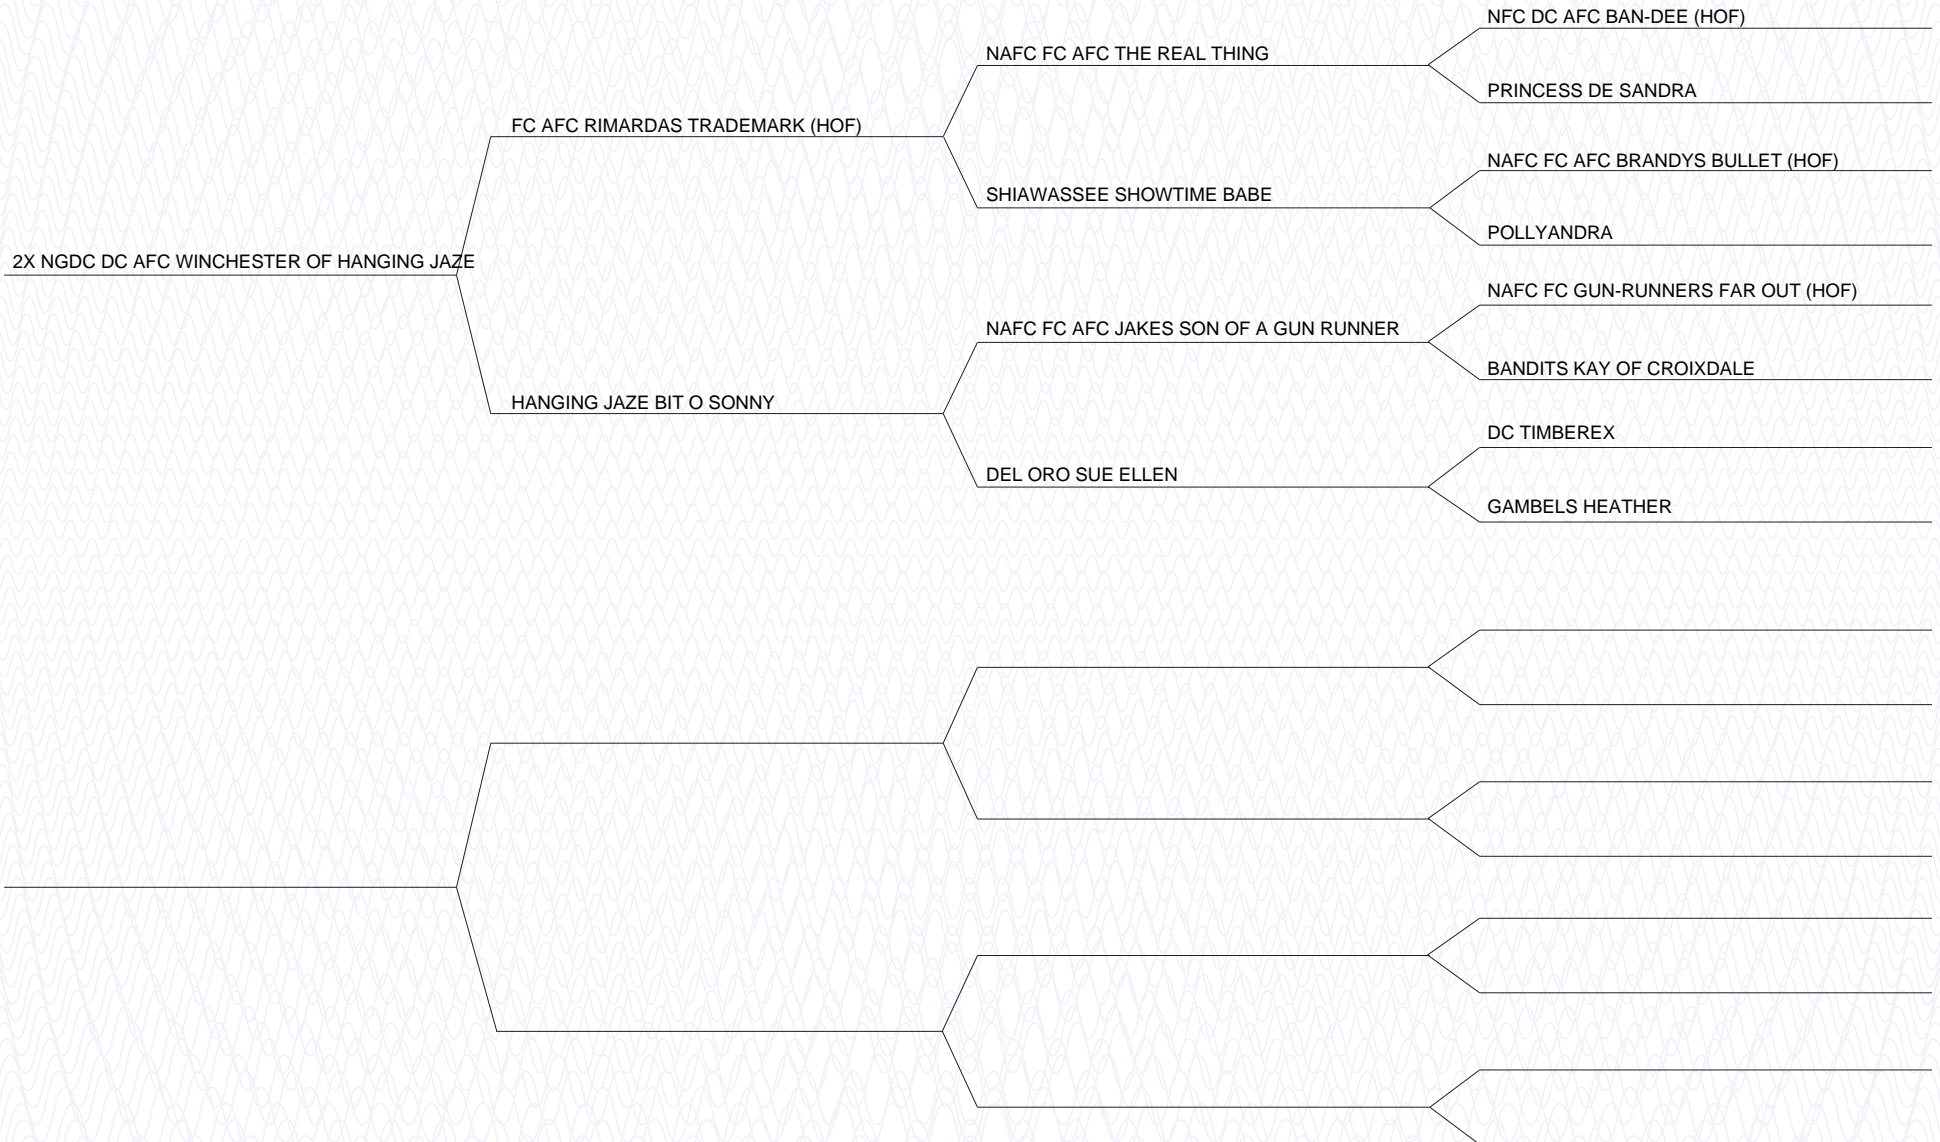 NFC DC AFC BAN-DEE (HOF)
NAFC FC AFC THE REAL THING
PRINCESS DE SANDRA
FC AFC RIMARDAS TRADEMARK (HOF)
NAFC FC AFC BRANDYS BULLET (HOF)
SHIAWASSEE SHOWTIME BABE
POLLYANDRA
2X NGDC DC AFC WINCHESTER OF HANGING JAZE
NAFC FC GUN-RUNNERS FAR OUT (HOF)
NAFC FC AFC JAKES SON OF A GUN RUNNER
BANDITS KAY OF CROIXDALE
HANGING JAZE BIT O SONNY
DC TIMBEREX
DEL ORO SUE ELLEN
GAMBELS HEATHER